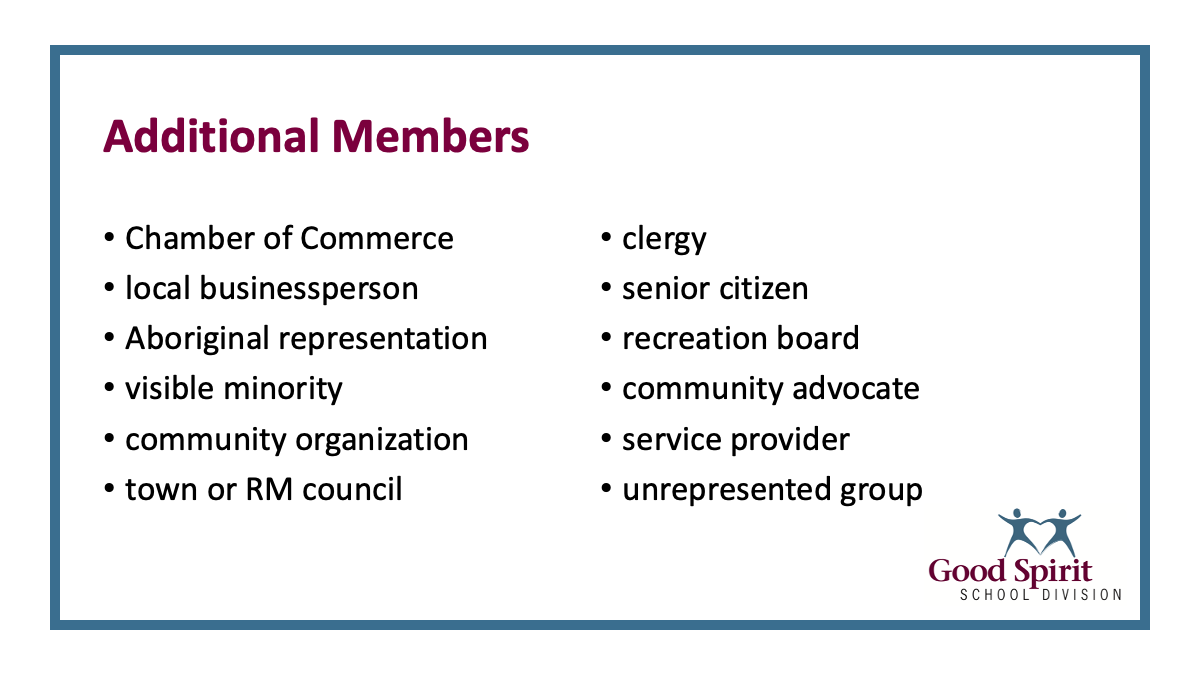 Additional Members
• Chamber of Commerce
• local businessperson
• Aboriginal representation
• visible minority
• community organization
• town or RM council
• clergy
• senior citizen
• recreation board
• community advocate
• service provider
• unrepresented group
Good Spirit
SCHOOL DIVISION